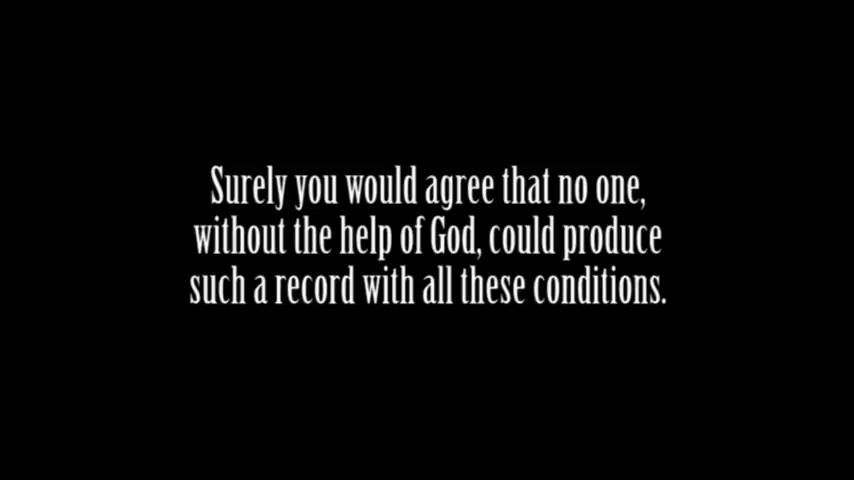 Surely you would agree that no one,
without the help of God, could produce
such a record with all these conditions.